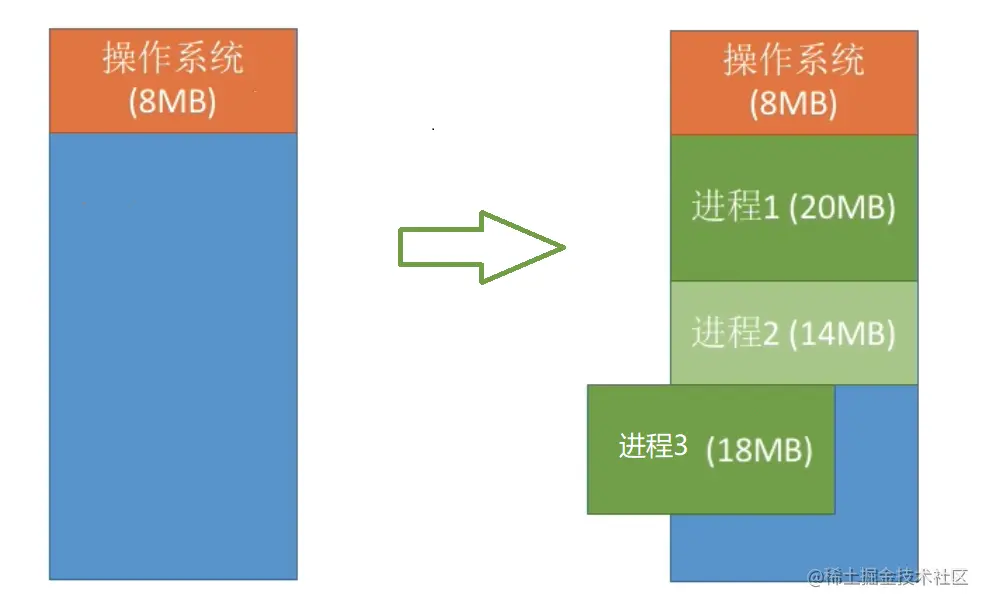 操作系统
(8MB)
操作系统
(8MB)
进程1 (20MB)
进程2 (14MB)
进程3 (18MB)
@稀土掘金技术社区